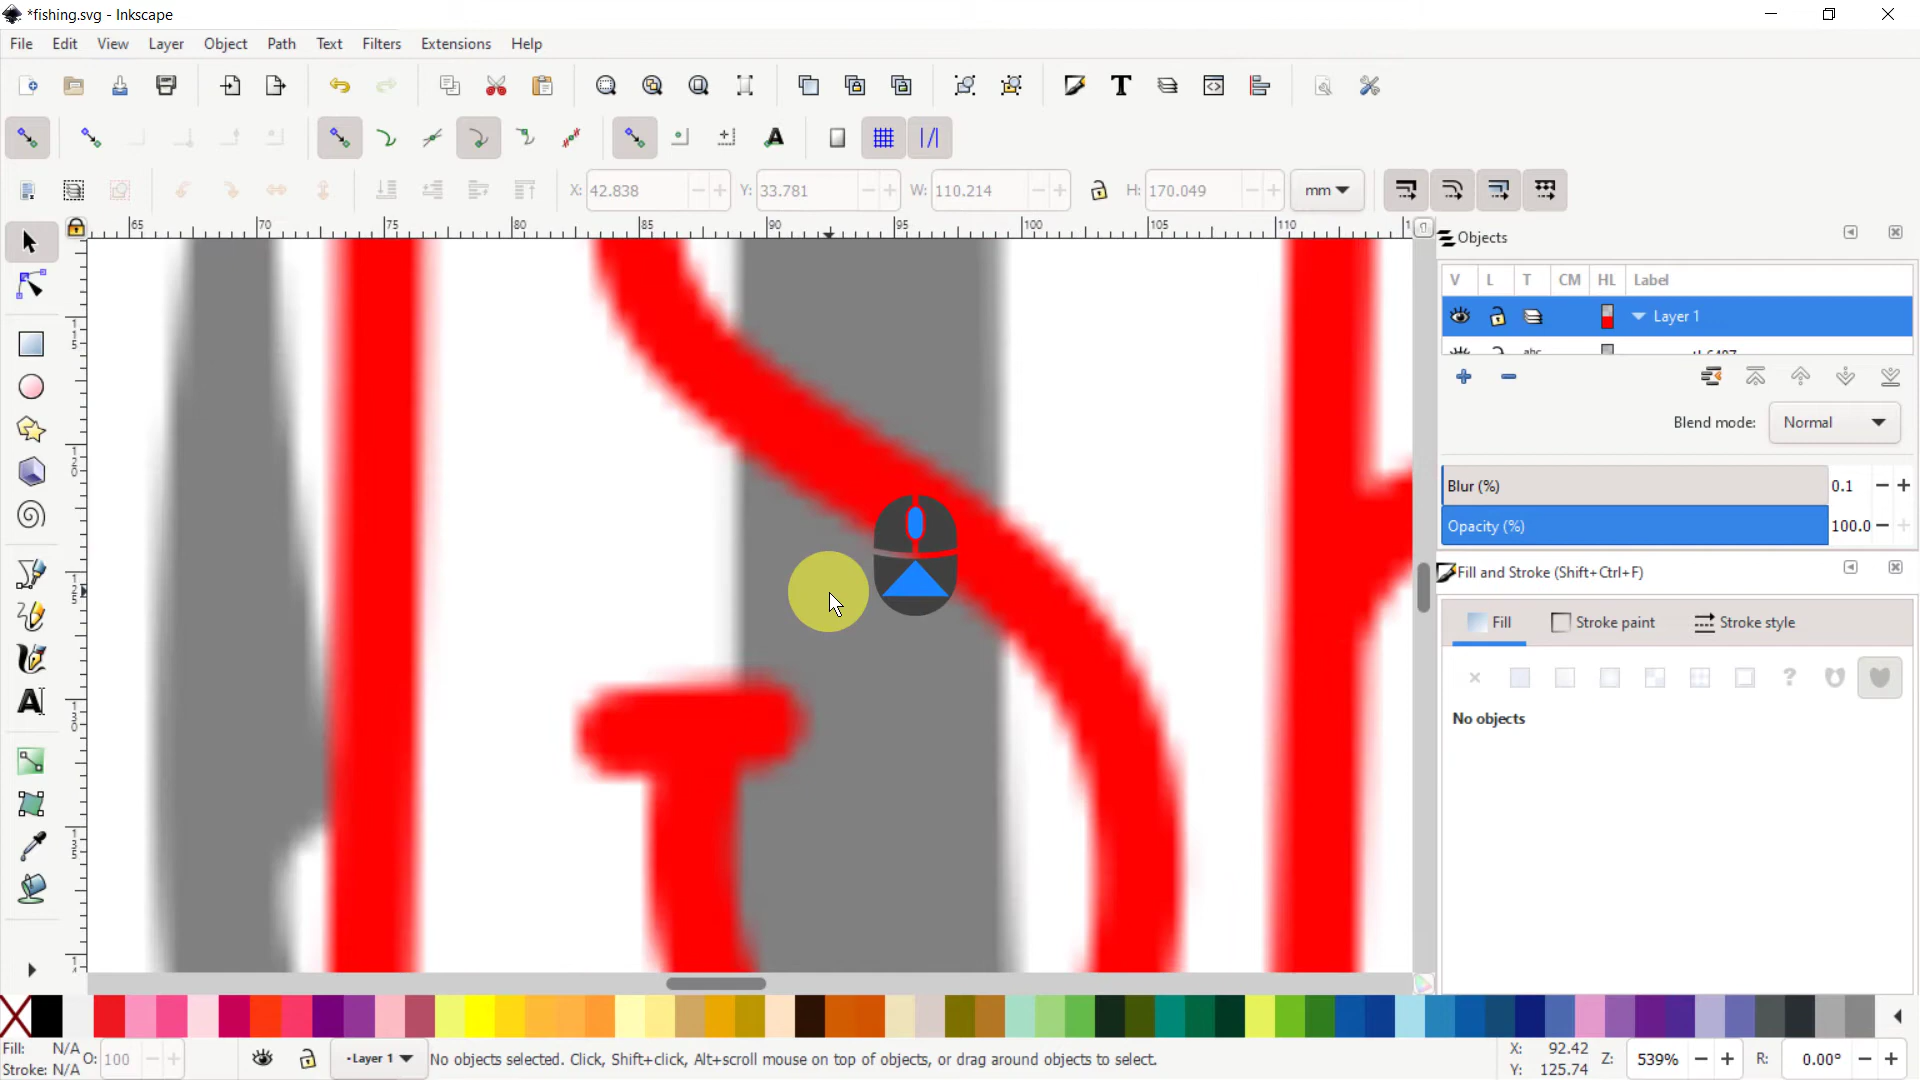 *fishing.svg - Inkscape
File Edit View Layer Object Path Text Filters Extensions Help
X: 42.838 Y: 33.781 W: 110.214 H: 170.049 mm
65 70 75 80 85 90 95 100 105 110
Objects
V L T CM HL Label
Layer 1
Blend mode: Normal
Blur (%) 0.1
Opacity (%) 100.0
Fill and Stroke (Shift+Ctrl+F)
Fill Stroke paint Stroke style
No objects
Fill: N/A
Stroke: N/A
O: 100
Layer 1
No objects selected. Click, Shift+click, Alt+scroll mouse on top of objects, or drag around objects to select.
X: 92.42
Y: 125.74
Z: 539% R: 0.00°